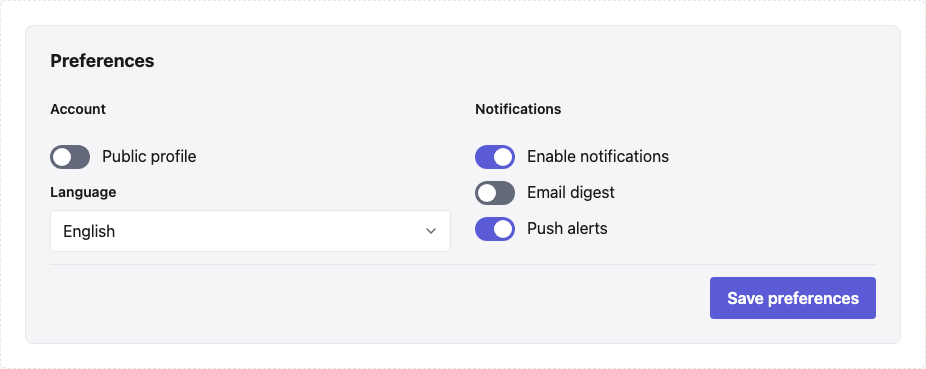 Preferences
Account
Public profile
Language
English
Notifications
Enable notifications
Email digest
Push alerts
Save preferences